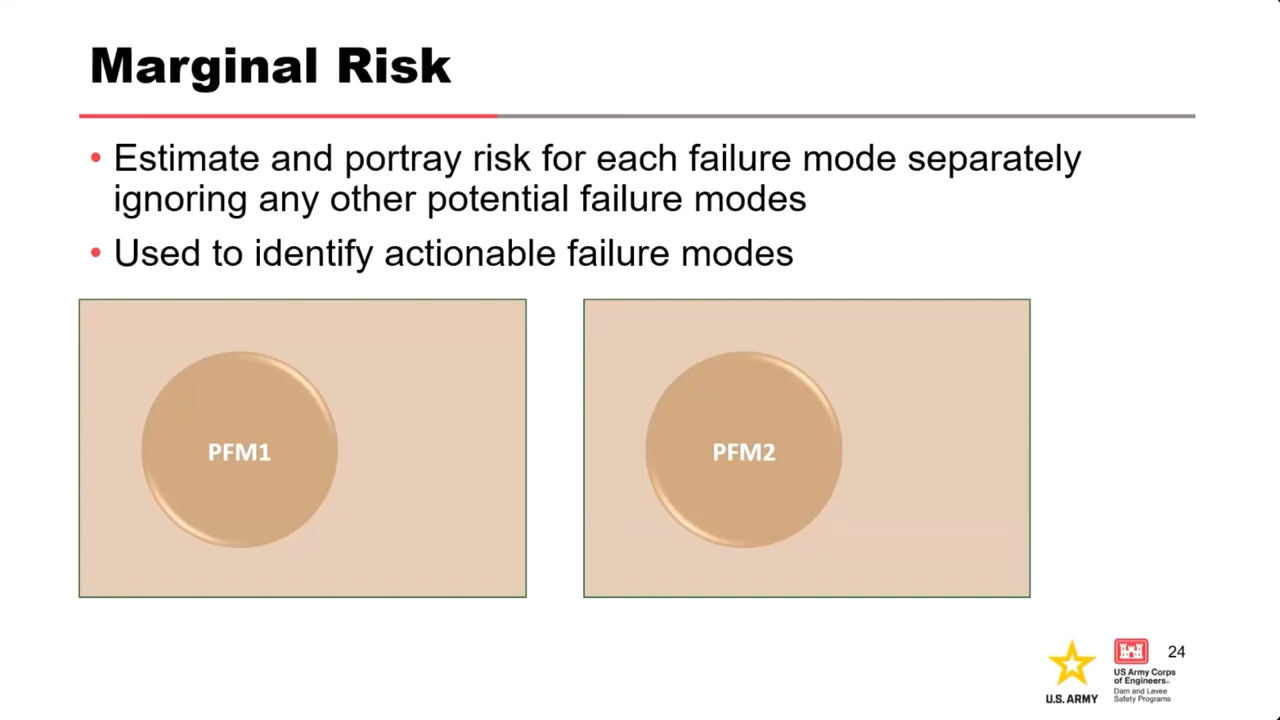 Marginal Risk
• Estimate and portray risk for each failure mode separately
ignoring any other potential failure modes
• Used to identify actionable failure modes
PFM1
PFM2
U.S. ARMY
US Army Corps
of Engineers®
Dam and Levee
Safety Programs
24